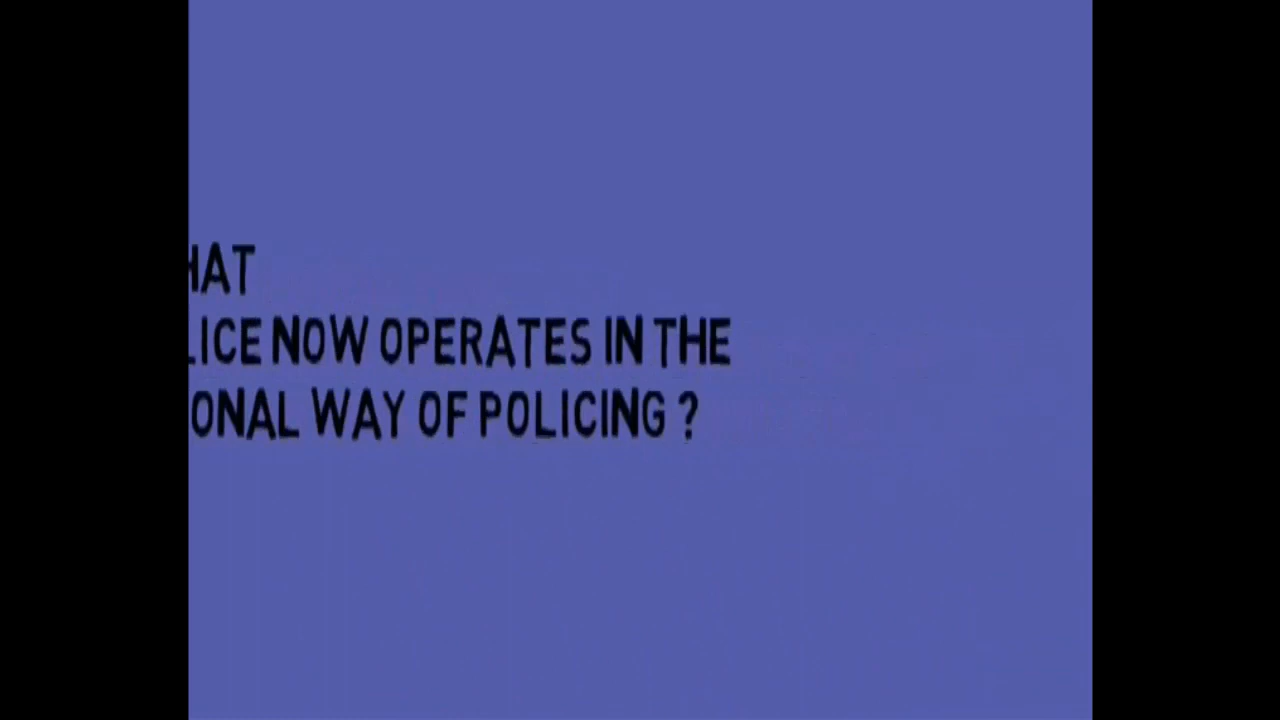 HAT
LICE NOW OPERATES IN THE
ONAL WAY OF POLICING ?